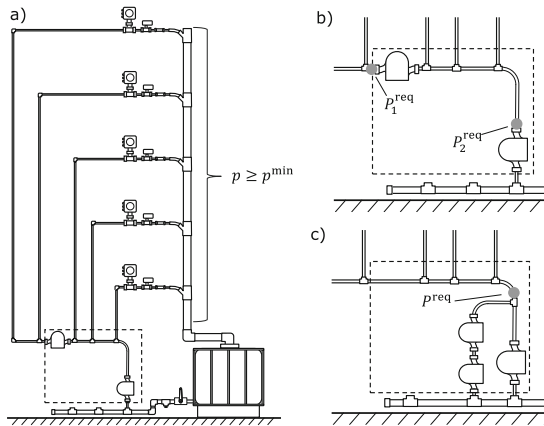 a)
p ≥ p^min
b)
P_1^req
P_2^req
c)
P^req